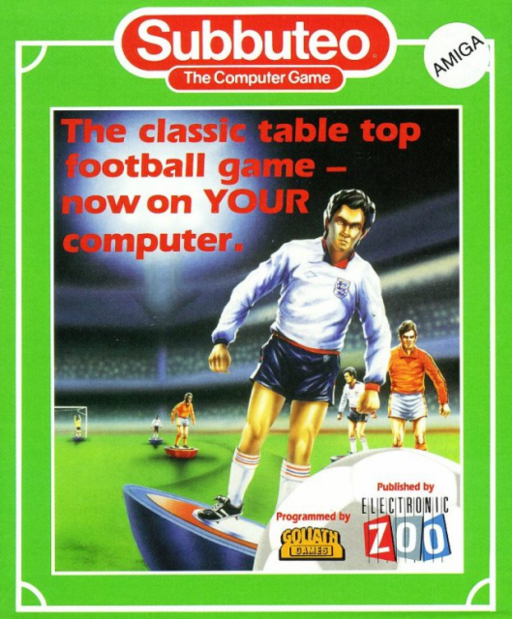 Subbuteo
The Computer Game
AMIGA
The classic table top
football game –
now on YOUR
computer.
Published by
ELECTRONIC
ZOO
Programmed by
GOLIATH
GAMES